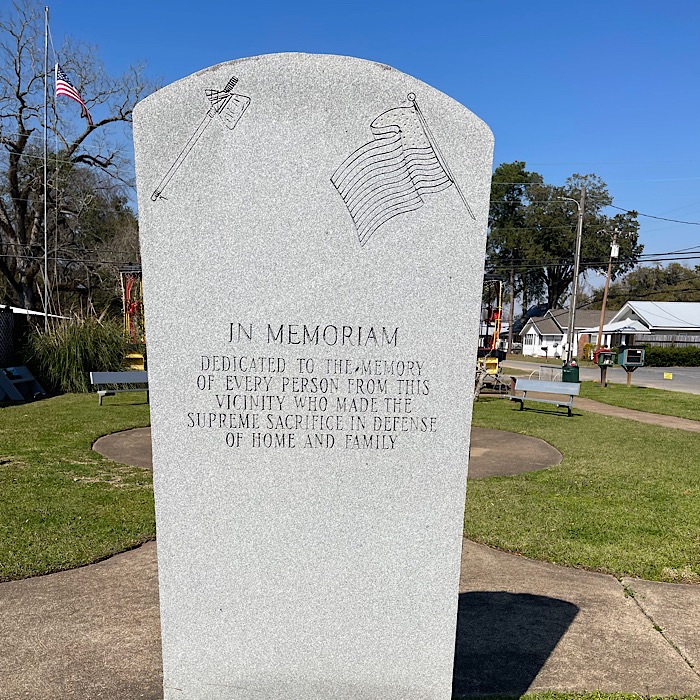 IN MEMORIAM
DEDICATED TO THE MEMORY
OF EVERY PERSON FROM THIS
VICINITY WHO MADE THE
SUPREME SACRIFICE IN DEFENSE
OF HOME AND FAMILY